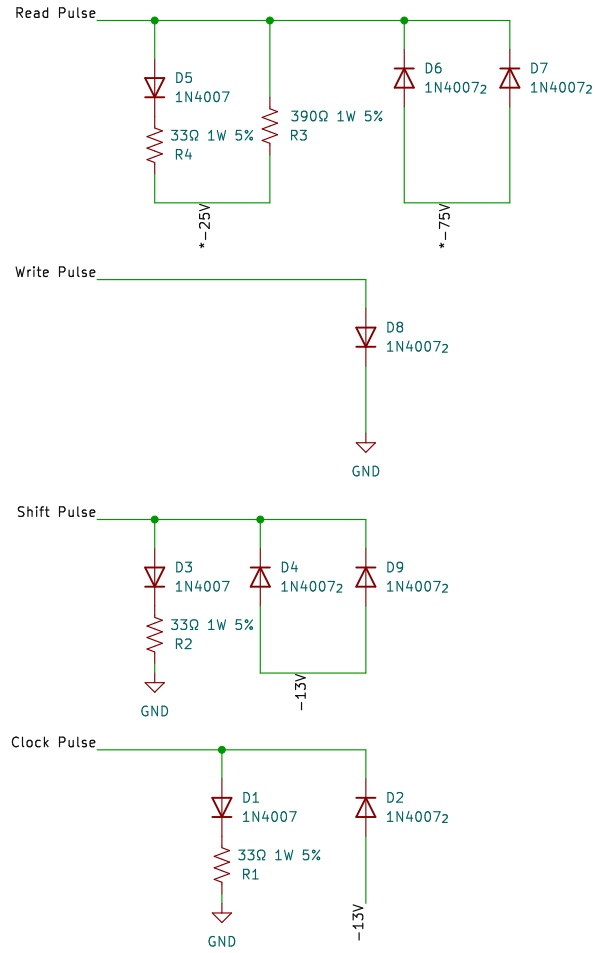 Read Pulse
D5
1N4007
33Ω 1W 5%
R4
390Ω 1W 5%
R3
D6
1N4007₂
D7
1N4007₂
*-25V
*-75V
Write Pulse
D8
1N4007₂
GND
Shift Pulse
D3
1N4007
33Ω 1W 5%
R2
GND
D4
1N4007₂
D9
1N4007₂
-13V
Clock Pulse
D1
1N4007
33Ω 1W 5%
R1
GND
D2
1N4007₂
-13V